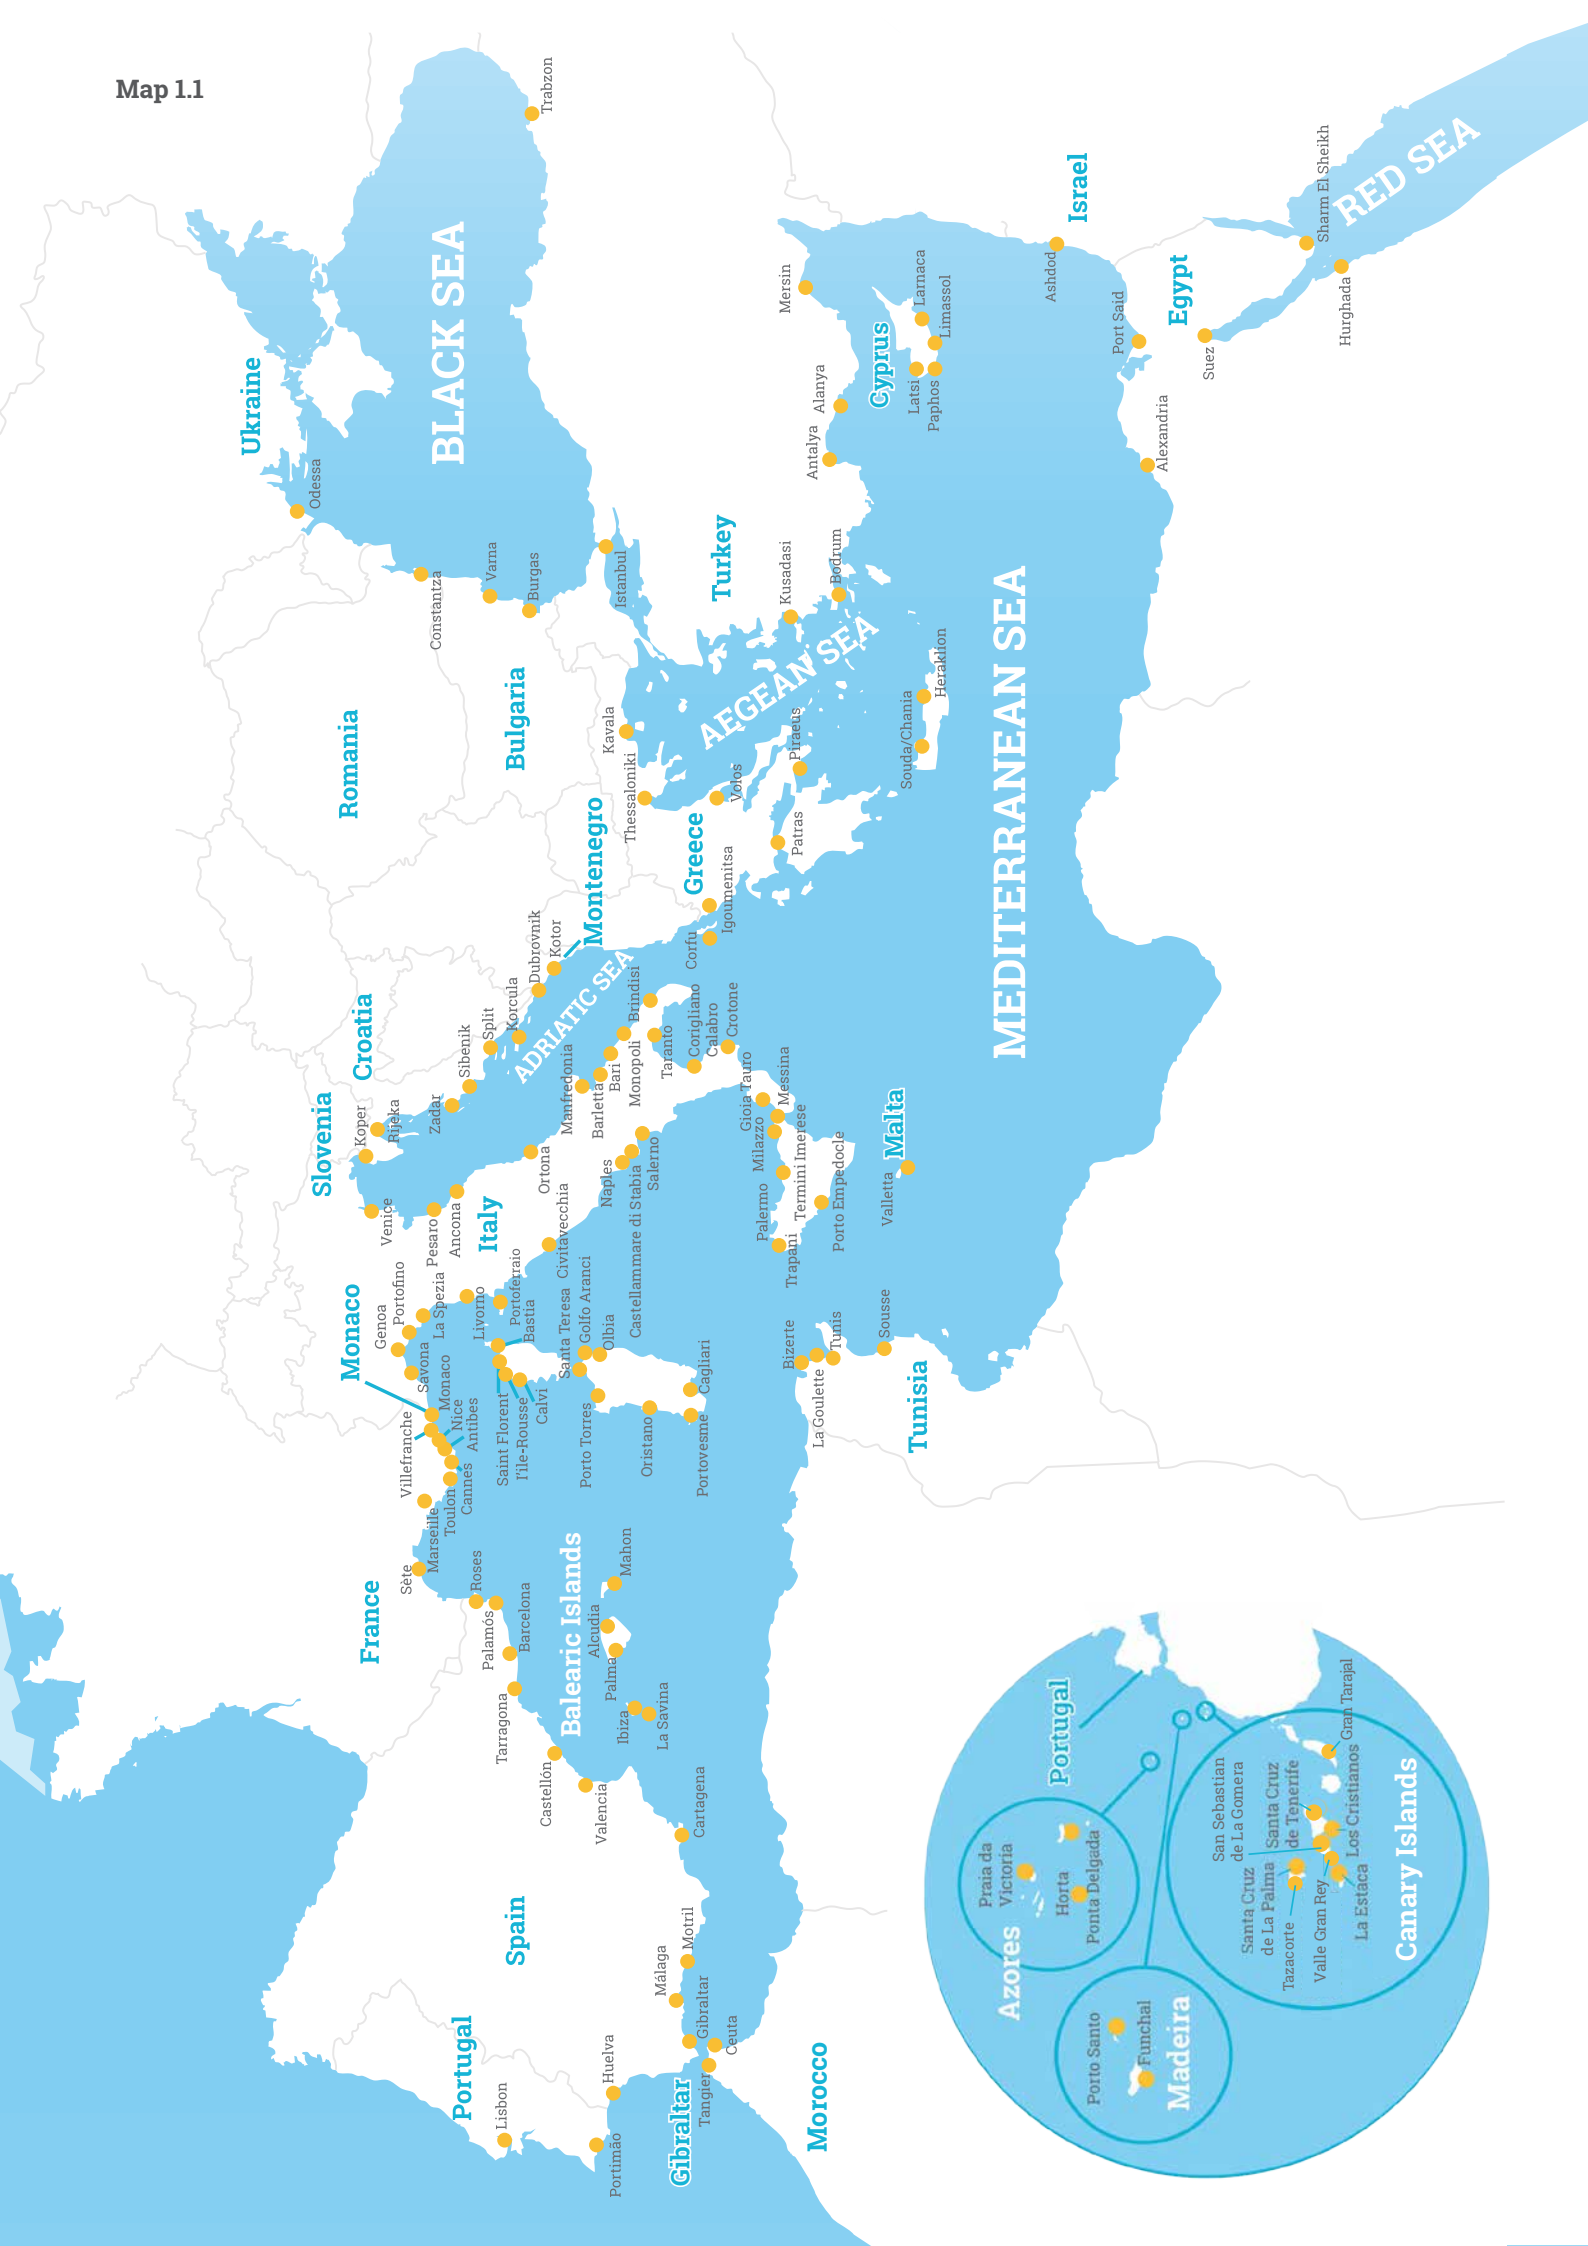 Map 1.1
BLACK SEA
Trabzon
Ukraine
Odessa
Romania
Constantza
Bulgaria
Varna
Burgas
Istanbul
Turkey
Mersin
Alanya
Antalya
Kusadasi
Bodrum
Cyprus
Larnaca
Limassol
Latsi
Paphos
Israel
Ashdod
Egypt
Port Said
Alexandria
Suez
Sharm El Sheikh
Hurghada
RED SEA
AEGEAN SEA
Kavala
Thessaloniki
Volos
Piraeus
Patras
Greece
Igoumenitsa
Corfu
Souda/Chania
Heraklion
MEDITERRANEAN SEA
Montenegro
Kotor
Croatia
Dubrovnik
Korcula
Split
Sibenik
Zadar
Rijeka
ADRIATIC SEA
Slovenia
Koper
Italy
Venice
Pesaro
Ancona
Ortona
Manfredonia
Barletta
Bari
Monopoli
Brindisi
Taranto
Corigliano
Calabro
Crotone
Gioia Tauro
Messina
Milazzo
Termini Imerese
Palermo
Trapani
Porto Empedocle
Malta
Valletta
Salerno
Castellammare di Stabia
Naples
Civitavecchia
Portoferraio
Livorno
La Spezia
Portofino
Genoa
Savona
Monaco
Monaco
Bastia
Saint Florent
l'ile-Rousse
Calvi
Santa Teresa
Golfo Aranci
Olbia
Porto Torres
Oristano
Cagliari
Portovesme
Tunisia
Bizerte
La Goulette
Tunis
Sousse
France
Villefranche
Nice
Antibes
Cannes
Toulon
Marseille
Sète
Spain
Roses
Palamós
Barcelona
Tarragona
Castellón
Valencia
Balearic Islands
Mahon
Alcudia
Palma
Ibiza
La Savina
Cartagena
Motril
Málaga
Gibraltar
Gibraltar
Ceuta
Tangier
Morocco
Huelva
Portugal
Lisbon
Portimão
Portugal
Azores
Praia da
Victoria
Horta
Ponta Delgada
Madeira
Porto Santo
Funchal
Canary Islands
San Sebastian
de La Gomera
Santa Cruz
de Tenerife
Los Cristianos
Gran Tarajal
Santa Cruz
de La Palma
Tazacorte
Valle Gran Rey
La Estaca